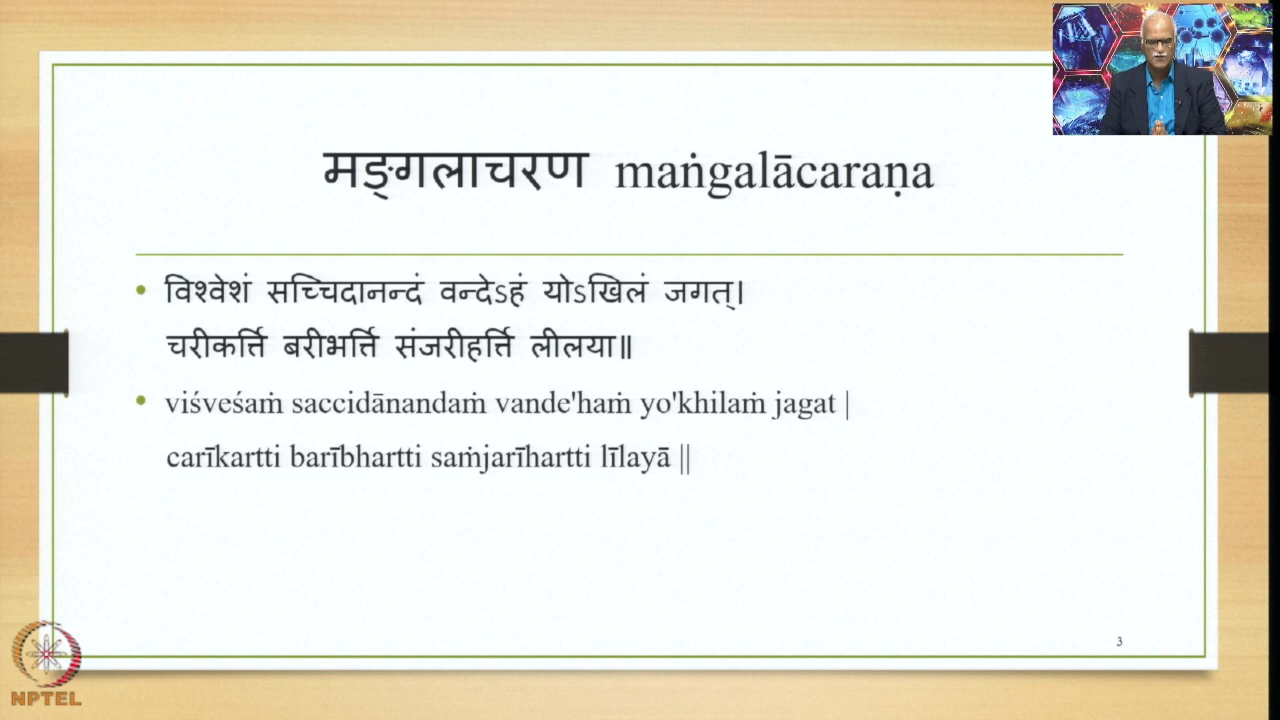 मङ्गलाचरण maṅgalācaraṇa
• विश्वेशं सच्चिदानन्दं वन्देऽहं योऽखिलं जगत्।
चरीकर्त्ति बरीभर्त्ति संजरीहर्त्ति लीलया॥
• viśveśaṁ saccidānandaṁ vande'haṁ yo'khilaṁ jagat |
carīkartti barībhartti saṁjarīhartti līlayā ||
3
NPTEL